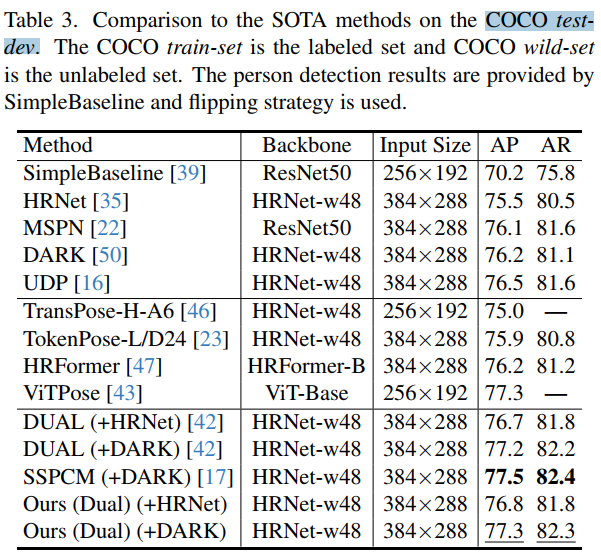 Table 3. Comparison to the SOTA methods on the COCO test-
dev. The COCO train-set is the labeled set and COCO wild-set
is the unlabeled set. The person detection results are provided by
SimpleBaseline and flipping strategy is used.
Method Backbone Input Size AP AR
SimpleBaseline [39] ResNet50 256×192 70.2 75.8
HRNet [35] HRNet-w48 384×288 75.5 80.5
MSPN [22] ResNet50 384×288 76.1 81.6
DARK [50] HRNet-w48 384×288 76.2 81.1
UDP [16] HRNet-w48 384×288 76.5 81.6
TransPose-H-A6 [46] HRNet-w48 256×192 75.0 —
TokenPose-L/D24 [23] HRNet-w48 384×288 75.9 80.8
HRFormer [47] HRFormer-B 384×288 76.2 81.2
ViTPose [43] ViT-Base 256×192 77.3 —
DUAL (+HRNet) [42] HRNet-w48 384×288 76.7 81.8
DUAL (+DARK) [42] HRNet-w48 384×288 77.2 82.2
SSPCM (+DARK) [17] HRNet-w48 384×288 77.5 82.4
Ours (Dual) (+HRNet) HRNet-w48 384×288 76.8 81.8
Ours (Dual) (+DARK) HRNet-w48 384×288 77.3 82.3